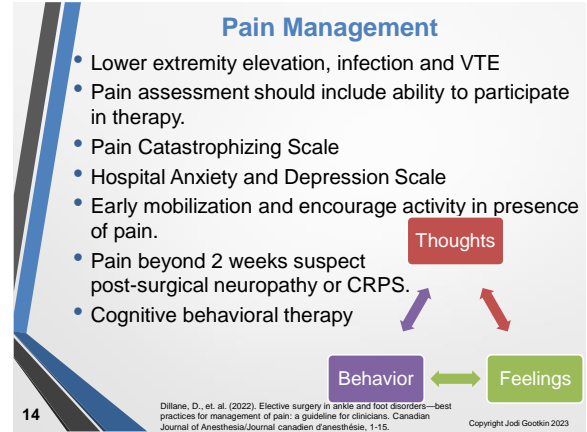 Pain Management
• Lower extremity elevation, infection and VTE
• Pain assessment should include ability to participate
in therapy.
• Pain Catastrophizing Scale
• Hospital Anxiety and Depression Scale
• Early mobilization and encourage activity in presence
of pain.
• Pain beyond 2 weeks suspect
post-surgical neuropathy or CRPS.
• Cognitive behavioral therapy
Thoughts
Behavior
Feelings
14
Dillane, D., et. al. (2022). Elective surgery in ankle and foot disorders—best
practices for management of pain: a guideline for clinicians. Canadian
Journal of Anesthesia/Journal canadien d'anesthésie, 1-15.
Copyright Jodi Gootkin 2023